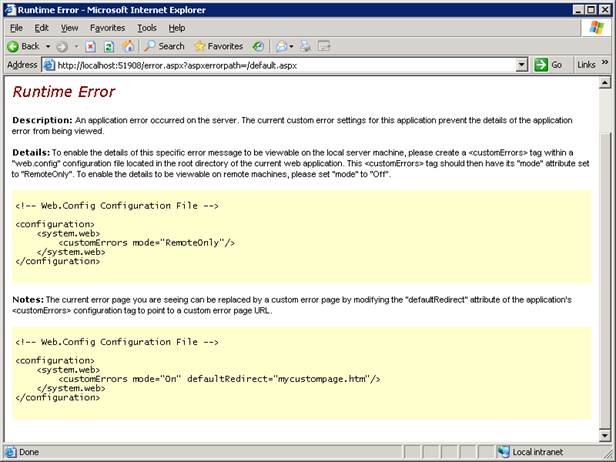 Runtime Error - Microsoft Internet Explorer
File Edit View Favorites Tools Help
Back Search Favorites
Address http://localhost:51908/error.aspx?aspxerrorpath=/default.aspx Go Links »
Runtime Error
Description: An application error occurred on the server. The current custom error settings for this application prevent the details of the application
error from being viewed.
Details: To enable the details of this specific error message to be viewable on the local server machine, please create a <customErrors> tag within a
"web.config" configuration file located in the root directory of the current web application. This <customErrors> tag should then have its "mode" attribute set
to "RemoteOnly". To enable the details to be viewable on remote machines, please set "mode" to "Off".
<!-- Web.Config Configuration File -->
<configuration>
<system.web>
<customErrors mode="RemoteOnly"/>
</system.web>
</configuration>
Notes: The current error page you are seeing can be replaced by a custom error page by modifying the "defaultRedirect" attribute of the application's
<customErrors> configuration tag to point to a custom error page URL.
<!-- Web.Config Configuration File -->
<configuration>
<system.web>
<customErrors mode="On" defaultRedirect="mycustompage.htm"/>
</system.web>
</configuration>
Done Local intranet